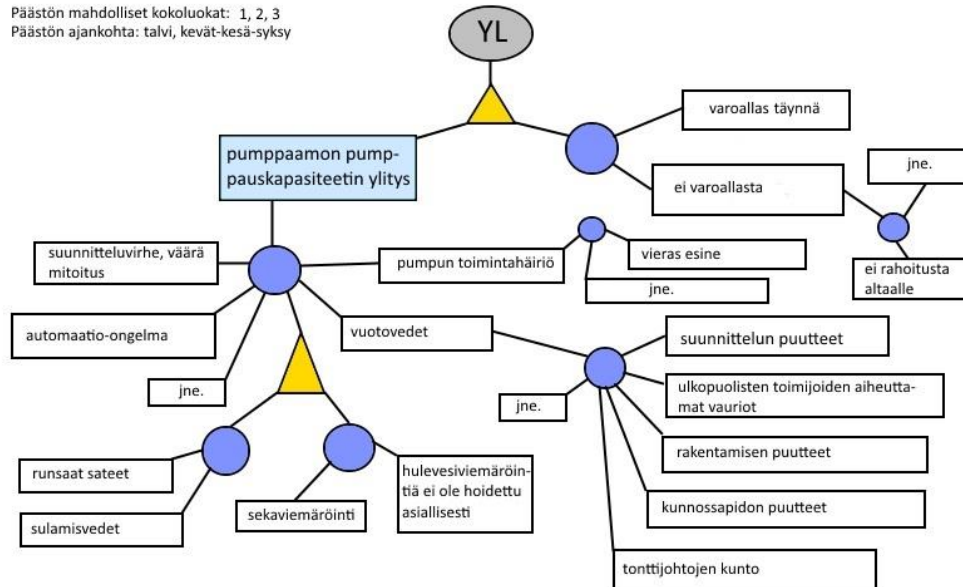 Päästön mahdolliset kokoluokat: 1, 2, 3
Päästön ajankohta: talvi, kevät-kesä-syksy
YL
varoallas täynnä
pumppaamon pump-
pauskapasiteetin ylitys
jne.
ei varoallasta
suunnitteluvirhe, väärä
mitoitus
pumpun toimintahäiriö
vieras esine
ei rahoitusta
altaalle
jne.
automaatio-ongelma
vuotovedet
suunnittelun puutteet
jne.
ulkopuolisten toimijoiden aiheutta-
mat vauriot
jne.
rakentamisen puutteet
runsaat sateet
hulevesiviemäröin-
tiä ei ole hoidettu
asiallisesti
sekaviemäröinti
kunnossapidon puutteet
sulamisvedet
tonttijohtojen kunto